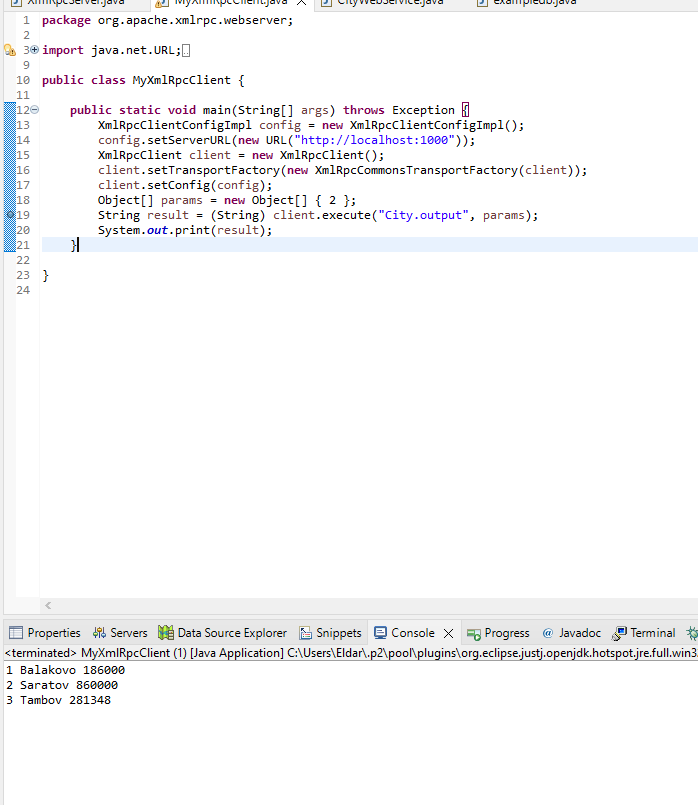 XmlRpcServer.java MyXmlRpcClient.java CityWebService.java exampledb.java
1 package org.apache.xmlrpc.webserver;
2
3 import java.net.URL;
9
10 public class MyXmlRpcClient {
11
12 public static void main(String[] args) throws Exception {
13 XmlRpcClientConfigImpl config = new XmlRpcClientConfigImpl();
14 config.setServerURL(new URL("http://localhost:1000"));
15 XmlRpcClient client = new XmlRpcClient();
16 client.setTransportFactory(new XmlRpcCommonsTransportFactory(client));
17 client.setConfig(config);
18 Object[] params = new Object[] { 2 };
19 String result = (String) client.execute("City.output", params);
20 System.out.print(result);
21 }
22
23 }
24
Properties Servers Data Source Explorer Snippets Console Progress @ Javadoc Terminal
<terminated> MyXmlRpcClient (1) [Java Application] C:\Users\Eldar\.p2\pool\plugins\org.eclipse.justj.openjdk.hotspot.jre.full.win3
1 Balakovo 186000
2 Saratov 860000
3 Tambov 281348